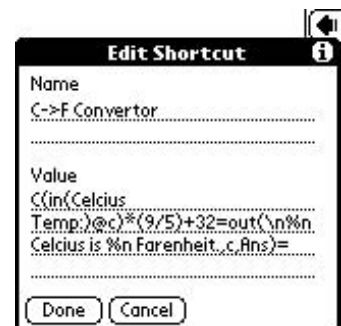 Edit Shortcut
Name
C->F Convertor
Value
C(in(Celcius
Temp:)@c)*(9/5)+32=out(\n%n
Celcius is %n Farenheit.,c,Ans)=
Done Cancel